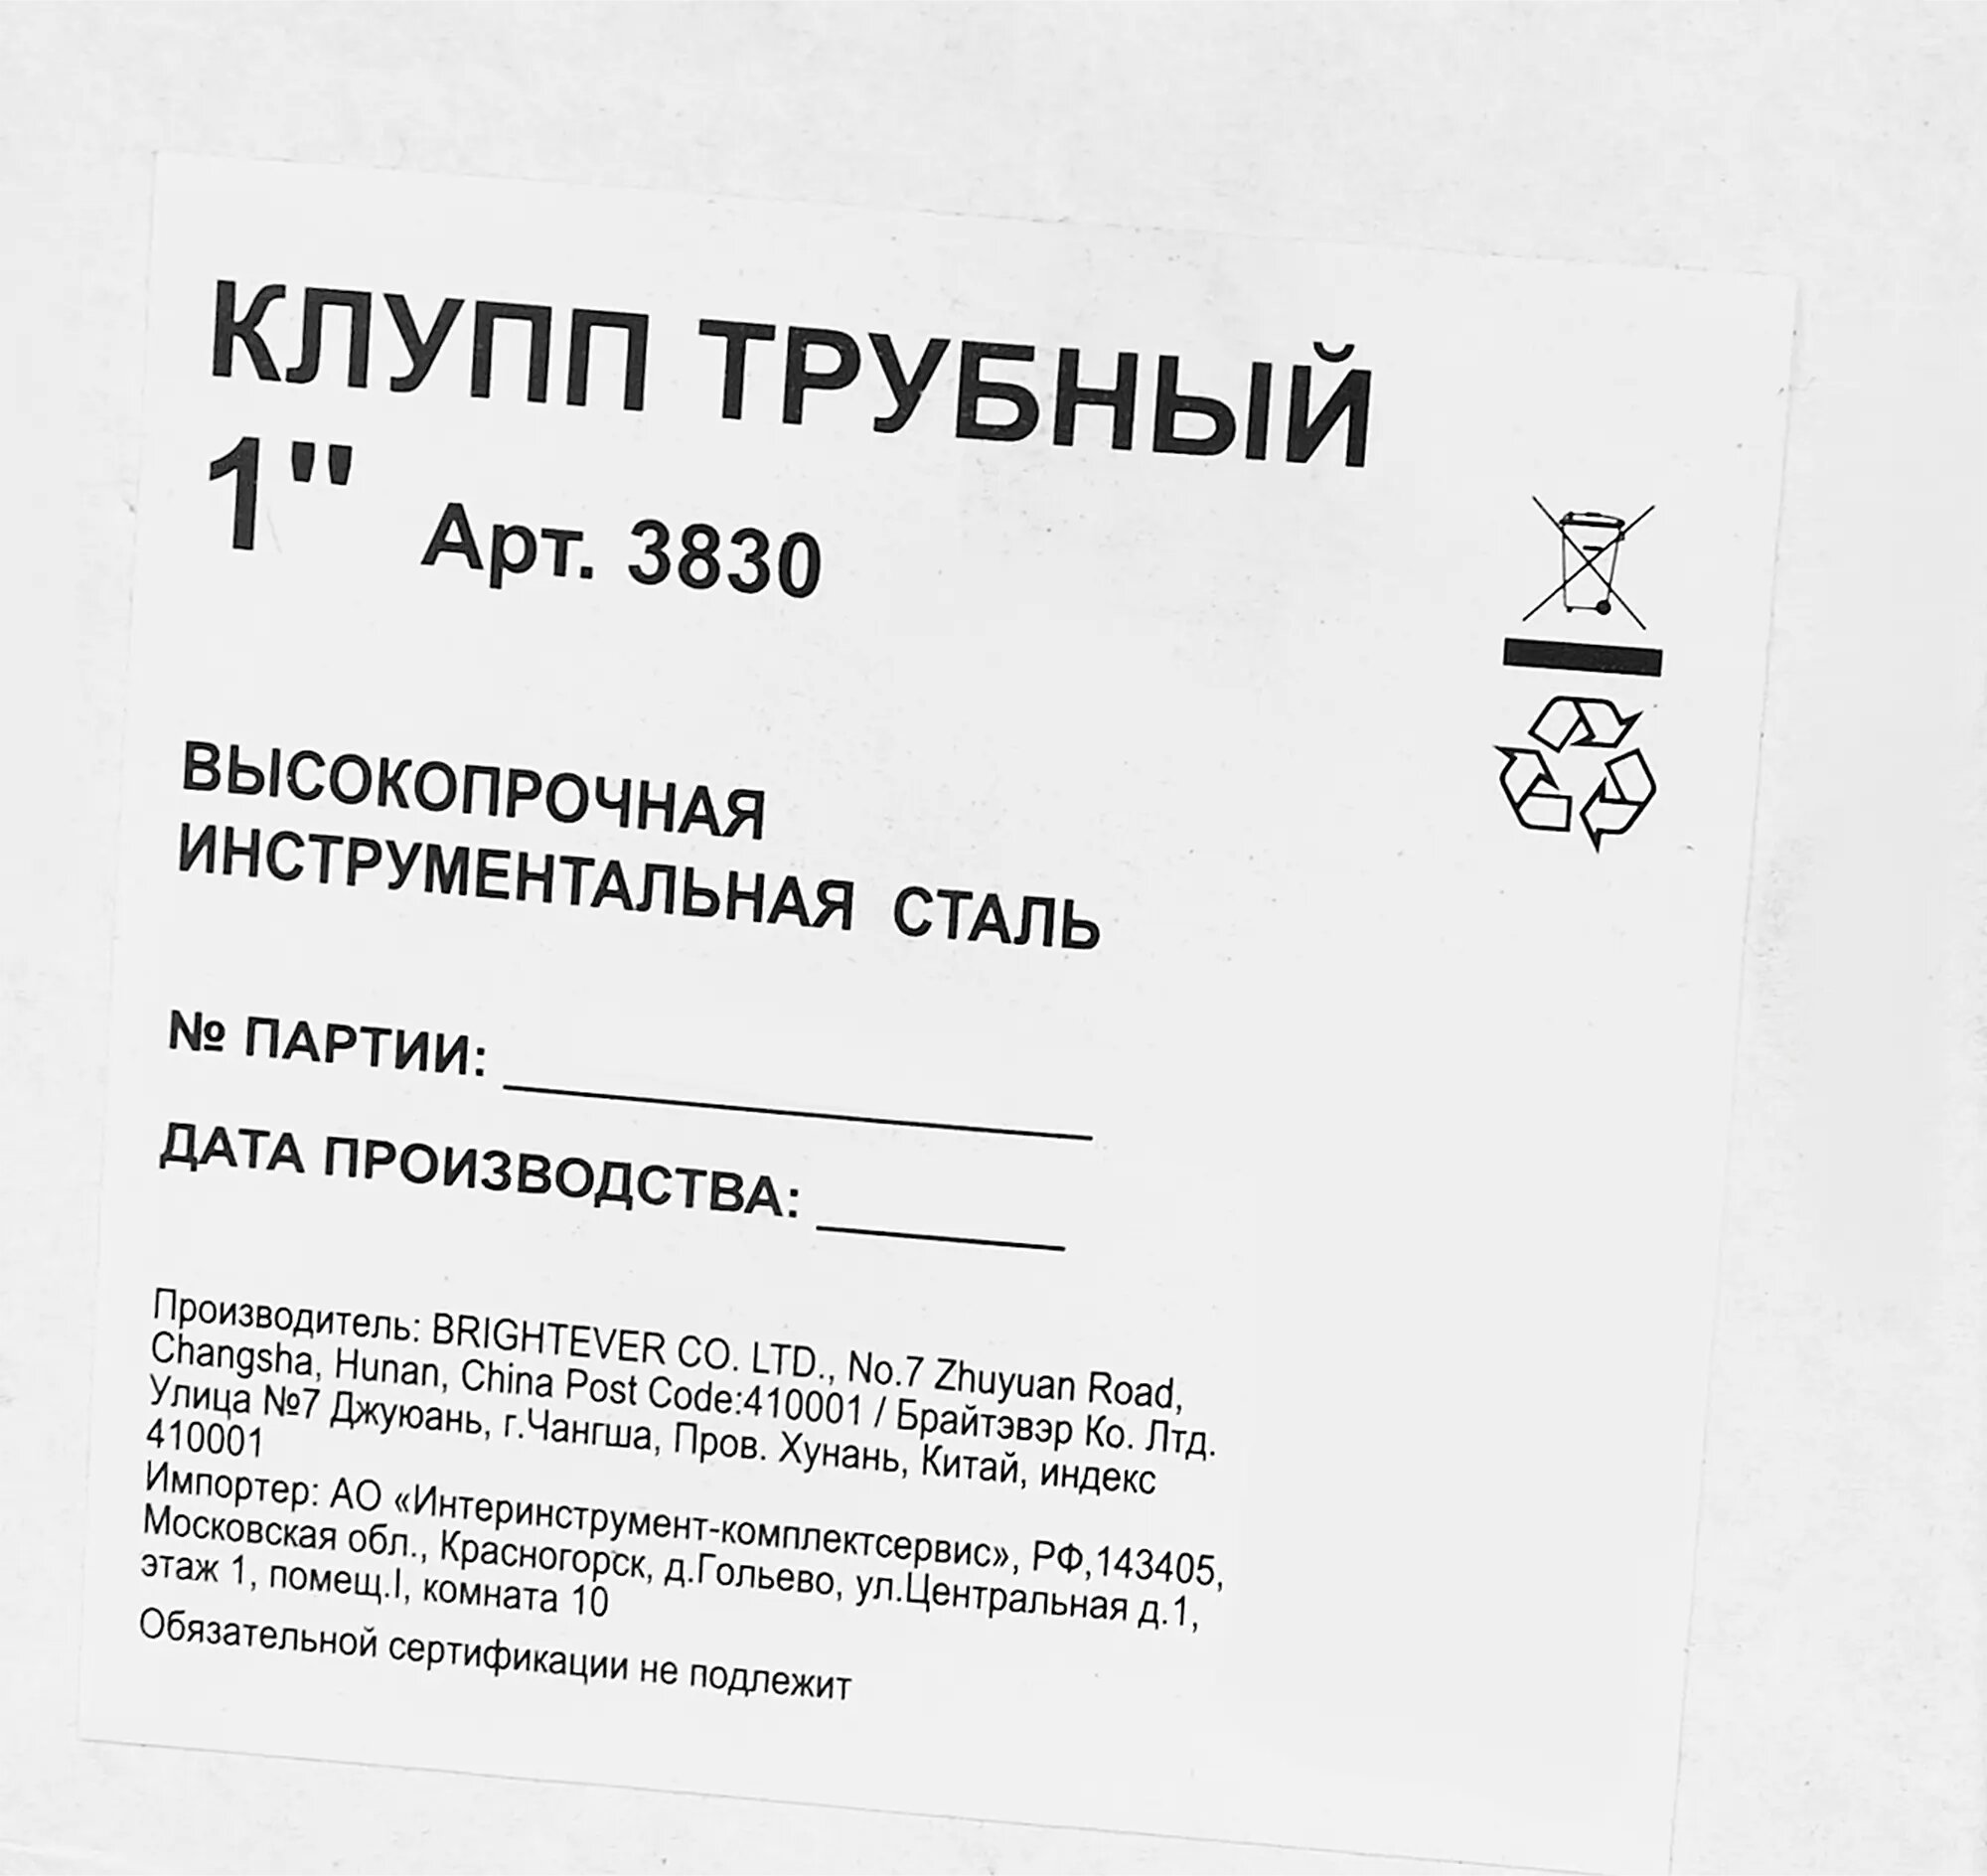 КЛУПП ТРУБНЫЙ
1" Арт. 3830
ВЫСОКОПРОЧНАЯ
ИНСТРУМЕНТАЛЬНАЯ СТАЛЬ
№ ПАРТИИ: ____________________
ДАТА ПРОИЗВОДСТВА: ________
Производитель: BRIGHTEVER CO. LTD., No.7 Zhuyuan Road,
Changsha, Hunan, China Post Code:410001 / Брайтэвэр Ко. Лтд.
Улица №7 Джуюань, г.Чангша, Пров. Хунань, Китай, индекс
410001
Импортер: АО «Интеринструмент-комплектсервис», РФ,143405,
Московская обл., Красногорск, д.Гольево, ул.Центральная д.1,
этаж 1, помещ.I, комната 10
Обязательной сертификации не подлежит